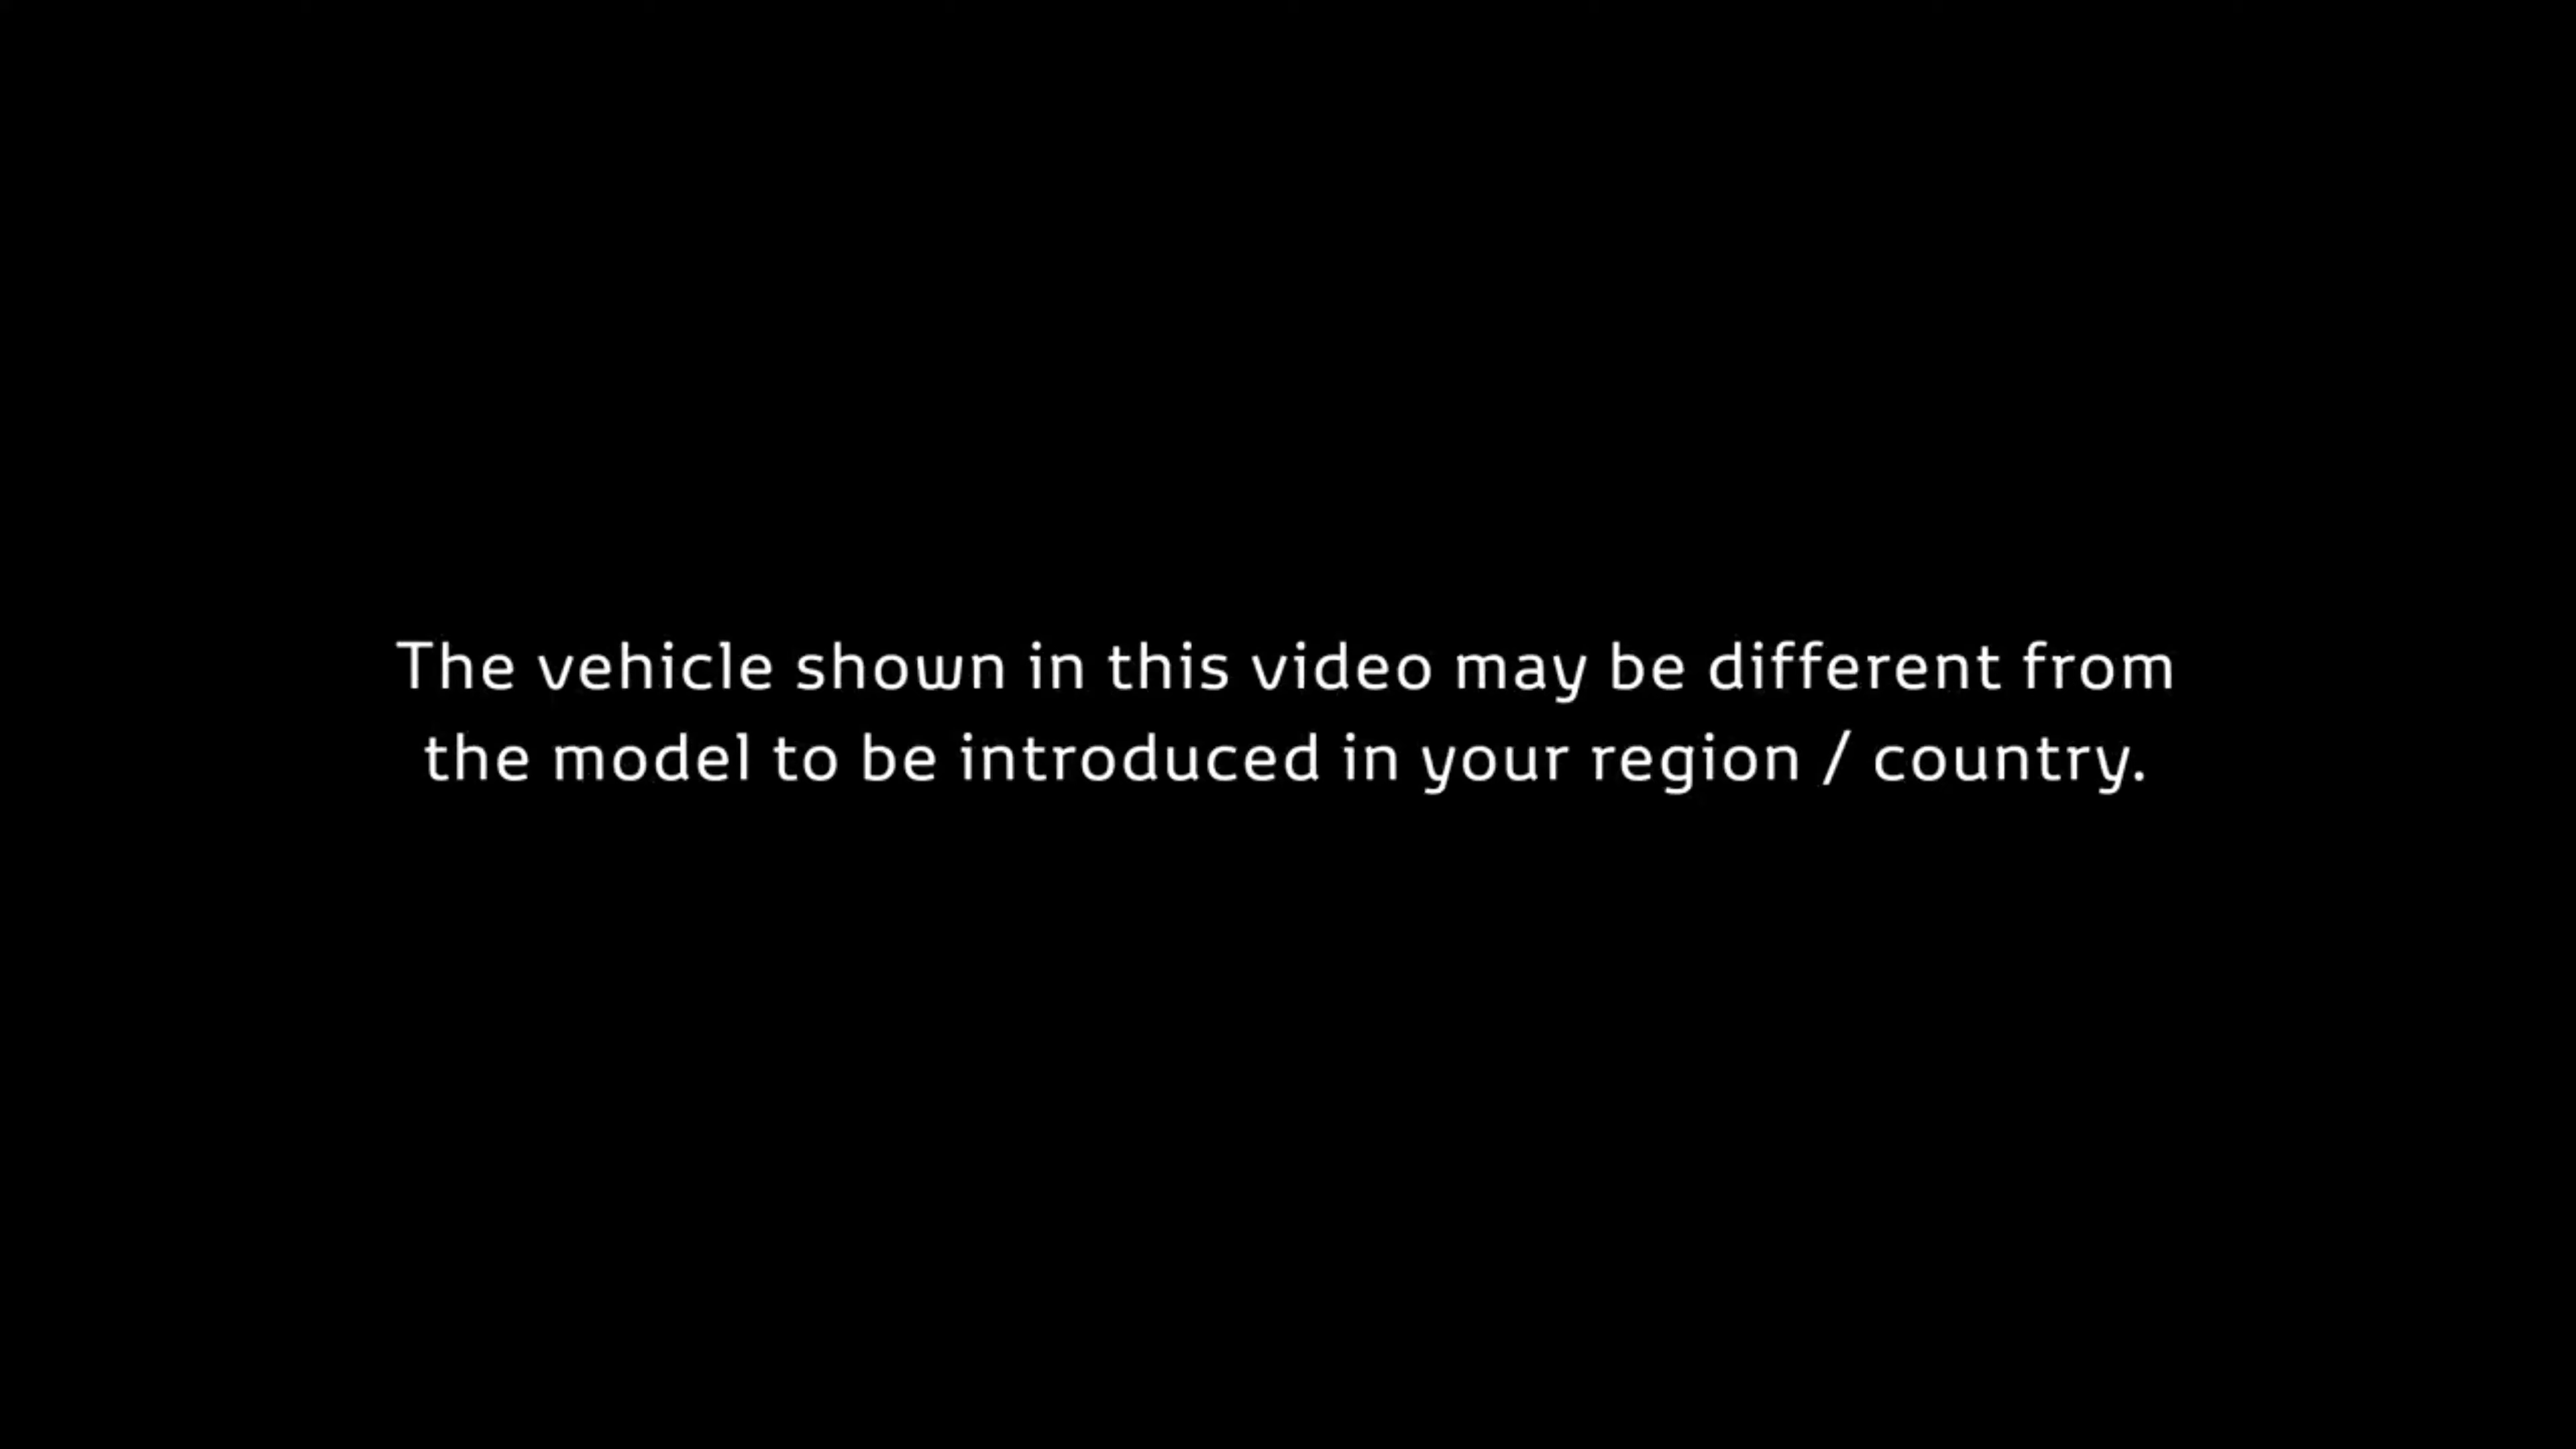 The vehicle shown in this video may be different from
the model to be introduced in your region / country.